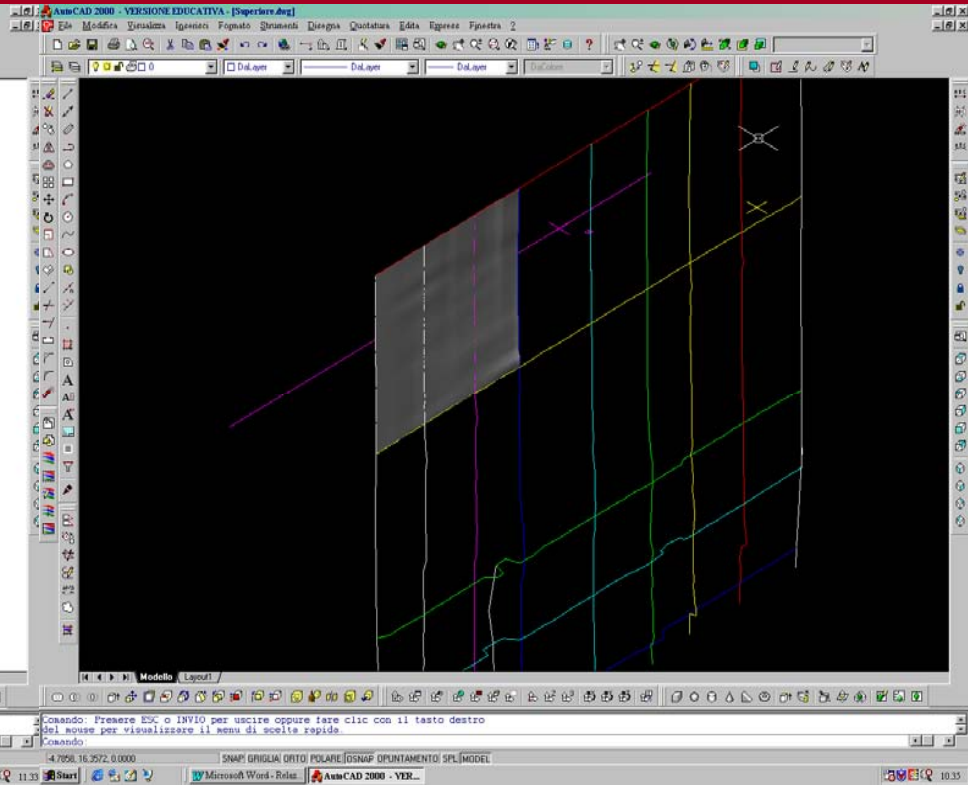 AutoCAD 2000 - VERSIONE EDUCATIVA - [Superiore.dwg]
File Modifica Visualizza Inserisci Formato Strumenti Disegna Quotatura Edita Express Finestra ?
0 DaLayer DaLayer DaLayer DaColore
A
Modello Layout1
Comando: Premere ESC o INVIO per uscire oppure fare clic con il tasto destro
del mouse per visualizzare il menu di scelta rapida.
Comando:
-4.7858, 16.3572, 0.0000 SNAP GRIGLIA ORTO POLARE OSNAP OPUNTAMENTO SPL MODEL
11.33 Start Microsoft Word - Relaz... AutoCAD 2000 - VER... 10.35